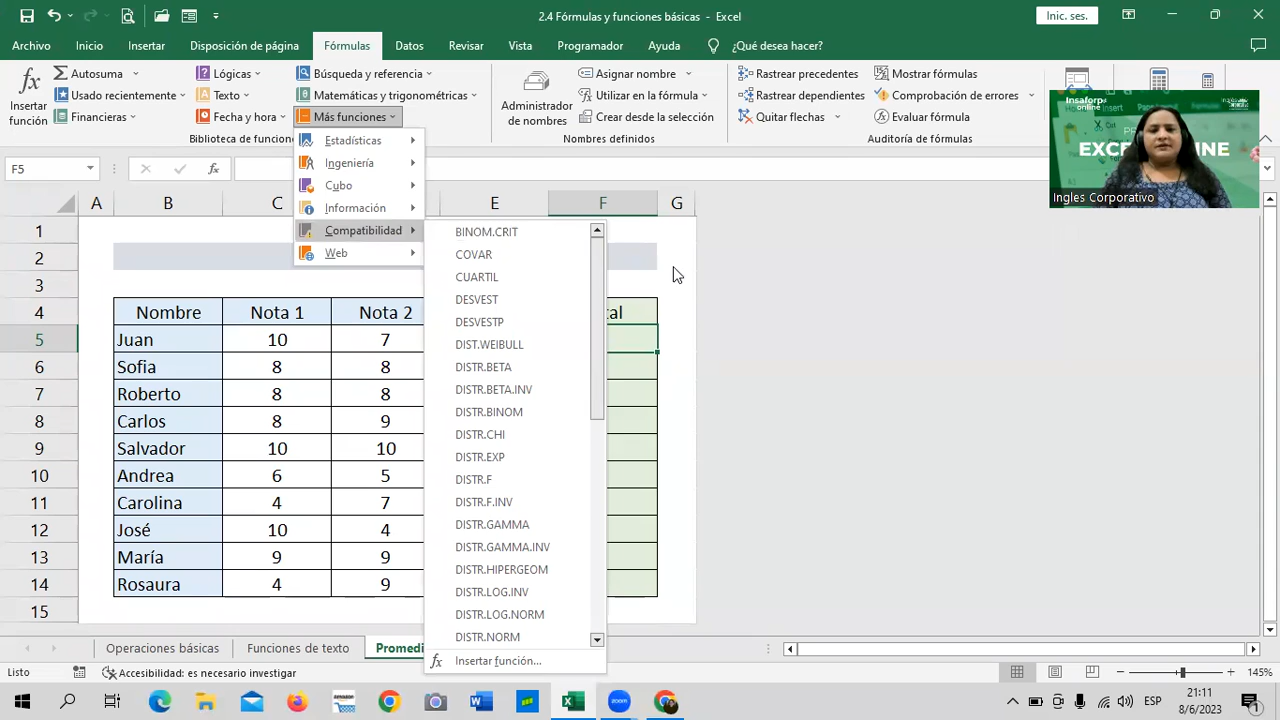 2.4 Fórmulas y funciones básicas - Excel
Inic. ses.
Archivo Inicio Insertar Disposición de página Fórmulas Datos Revisar Vista Programador Ayuda ¿Qué desea hacer?
Insertar función
Autosuma
Usado recientemente
Financieras
Lógicas
Texto
Fecha y hora
Búsqueda y referencia
Matemáticas y trigonométricas
Más funciones
Administrador de nombres
Asignar nombre
Utilizar en la fórmula
Crear desde la selección
Rastrear precedentes
Rastrear dependientes
Quitar flechas
Mostrar fórmulas
Comprobación de errores
Evaluar fórmula
Biblioteca de funcio
Nombres definidos
Auditoría de fórmulas
Insaforp online
EXCE
INE
Ingles Corporativo
F5
fx
Estadísticas
Ingeniería
Cubo
Información
Compatibilidad
Web
BINOM.CRIT
COVAR
CUARTIL
DESVEST
DESVESTP
DIST.WEIBULL
DISTR.BETA
DISTR.BETA.INV
DISTR.BINOM
DISTR.CHI
DISTR.EXP
DISTR.F
DISTR.F.INV
DISTR.GAMMA
DISTR.GAMMA.INV
DISTR.HIPERGEOM
DISTR.LOG.INV
DISTR.LOG.NORM
DISTR.NORM
fx Insertar función...
A B C E F G
1
2
3
4 Nombre Nota 1 Nota 2 tal
5 Juan 10 7
6 Sofia 8 8
7 Roberto 8 8
8 Carlos 8 9
9 Salvador 10 10
10 Andrea 6 5
11 Carolina 4 7
12 José 10 4
13 María 9 9
14 Rosaura 4 9
15
Operaciones básicas Funciones de texto Promedi
Listo Accesibilidad: es necesario investigar 145%
ESP 21:11
8/6/2023